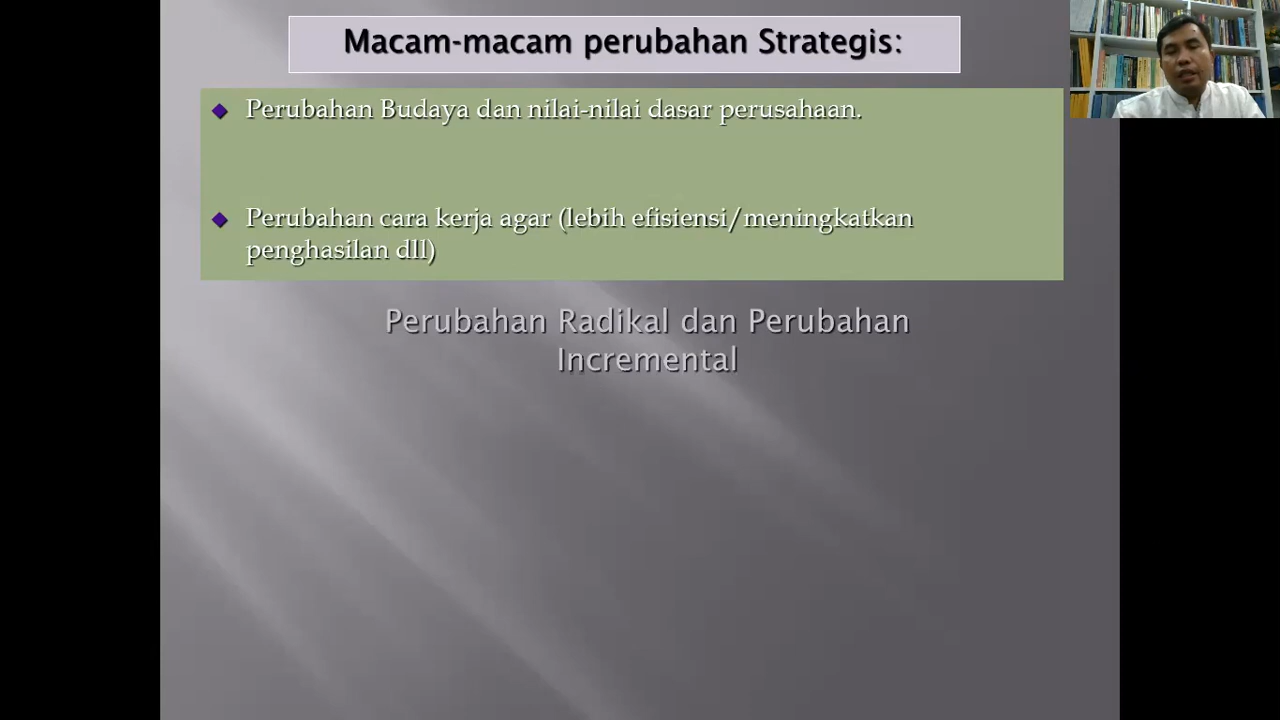 Macam-macam perubahan Strategis:
Perubahan Budaya dan nilai-nilai dasar perusahaan.
Perubahan cara kerja agar (lebih efisiensi/meningkatkan
penghasilan dll)
Perubahan Radikal dan Perubahan
Incremental